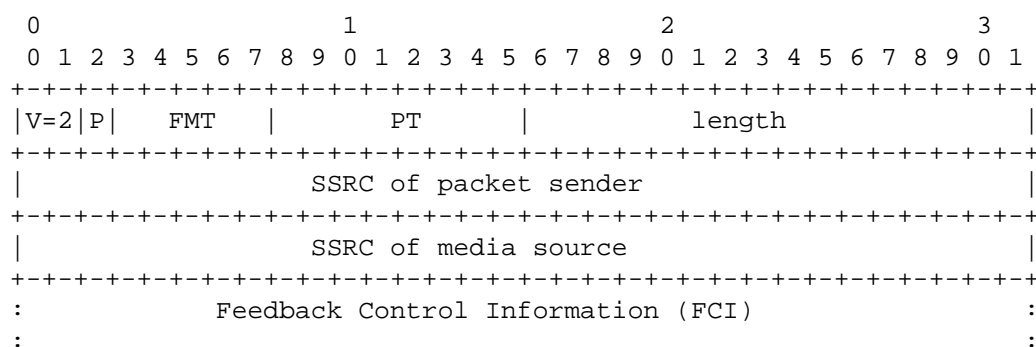 0                   1                   2                   3
 0 1 2 3 4 5 6 7 8 9 0 1 2 3 4 5 6 7 8 9 0 1 2 3 4 5 6 7 8 9 0 1
+-+-+-+-+-+-+-+-+-+-+-+-+-+-+-+-+-+-+-+-+-+-+-+-+-+-+-+-+-+-+-+-+
|V=2|P|   FMT   |       PT      |          length               |
+-+-+-+-+-+-+-+-+-+-+-+-+-+-+-+-+-+-+-+-+-+-+-+-+-+-+-+-+-+-+-+-+
|                  SSRC of packet sender                        |
+-+-+-+-+-+-+-+-+-+-+-+-+-+-+-+-+-+-+-+-+-+-+-+-+-+-+-+-+-+-+-+-+
|                  SSRC of media source                         |
+-+-+-+-+-+-+-+-+-+-+-+-+-+-+-+-+-+-+-+-+-+-+-+-+-+-+-+-+-+-+-+-+
:            Feedback Control Information (FCI)                 :
:                                                               :